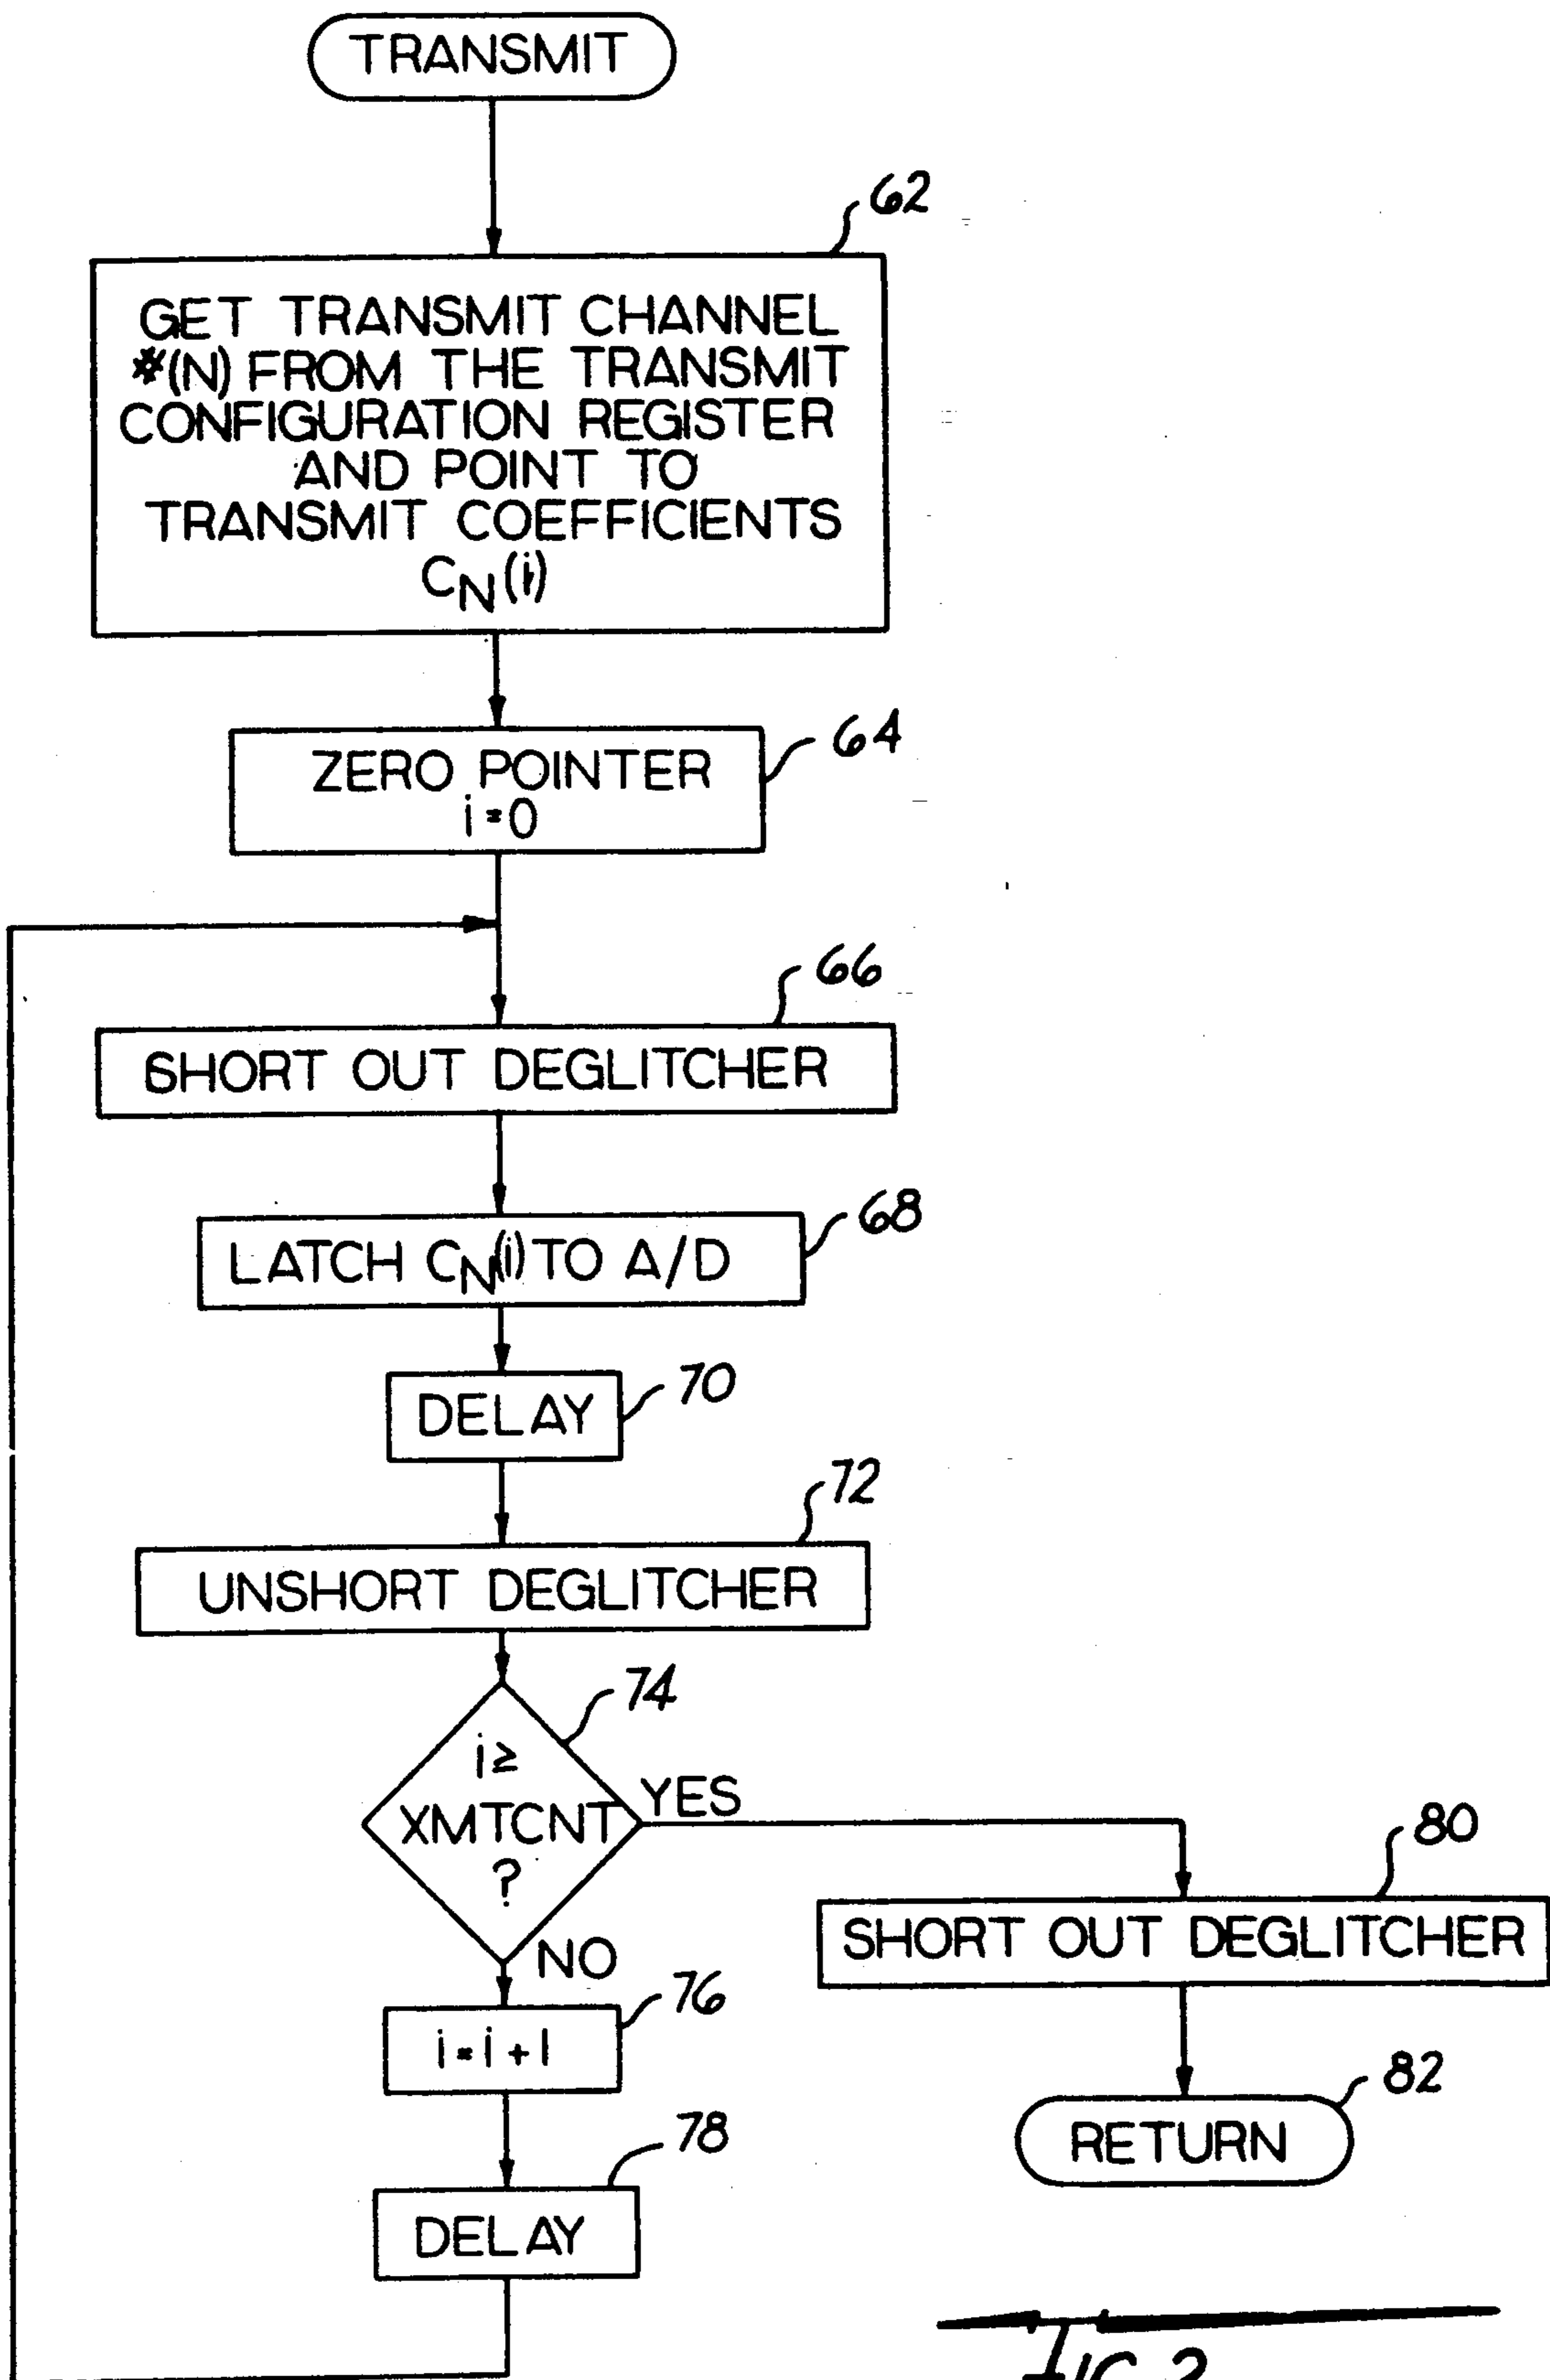 TRANSMIT
62
GET TRANSMIT CHANNEL
#(N) FROM THE TRANSMIT
CONFIGURATION REGISTER
AND POINT TO
TRANSMIT COEFFICIENTS
CN(i)
64
ZERO POINTER
i=0
66
SHORT OUT DEGLITCHER
68
LATCH CN(i) TO A/D
70
DELAY
72
UNSHORT DEGLITCHER
74
i≥
XMTCNT
?
YES
NO
80
SHORT OUT DEGLITCHER
76
i=i+1
82
RETURN
78
DELAY